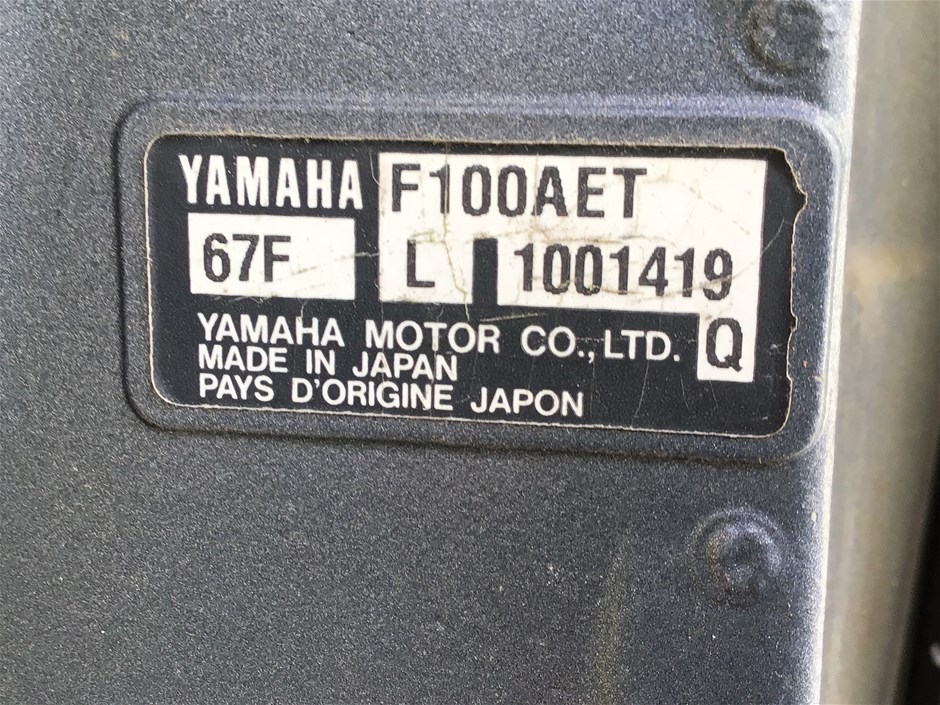 YAMAHA F100AET
67F L 1001419
YAMAHA MOTOR CO.,LTD. Q
MADE IN JAPAN
PAYS D'ORIGINE JAPON